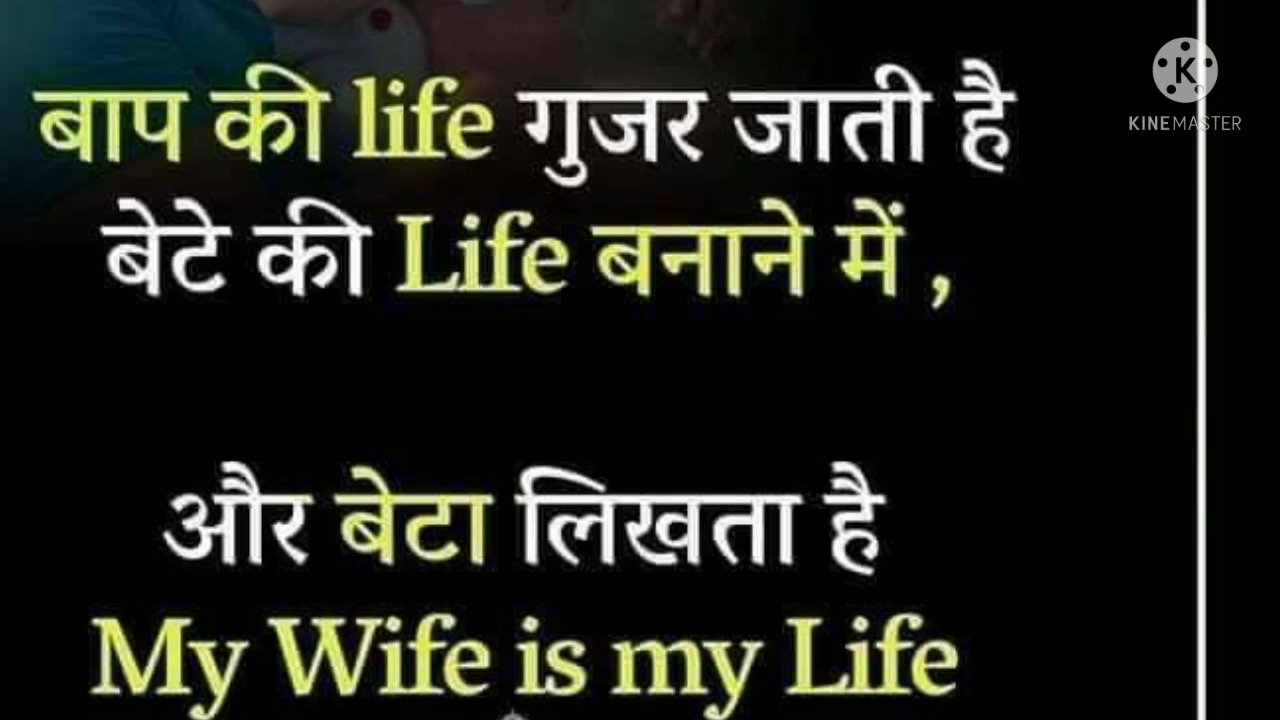 बाप की life गुजर जाती है
बेटे की Life बनाने में ,
और बेटा लिखता है
My Wife is my Life
K
KINEMASTER